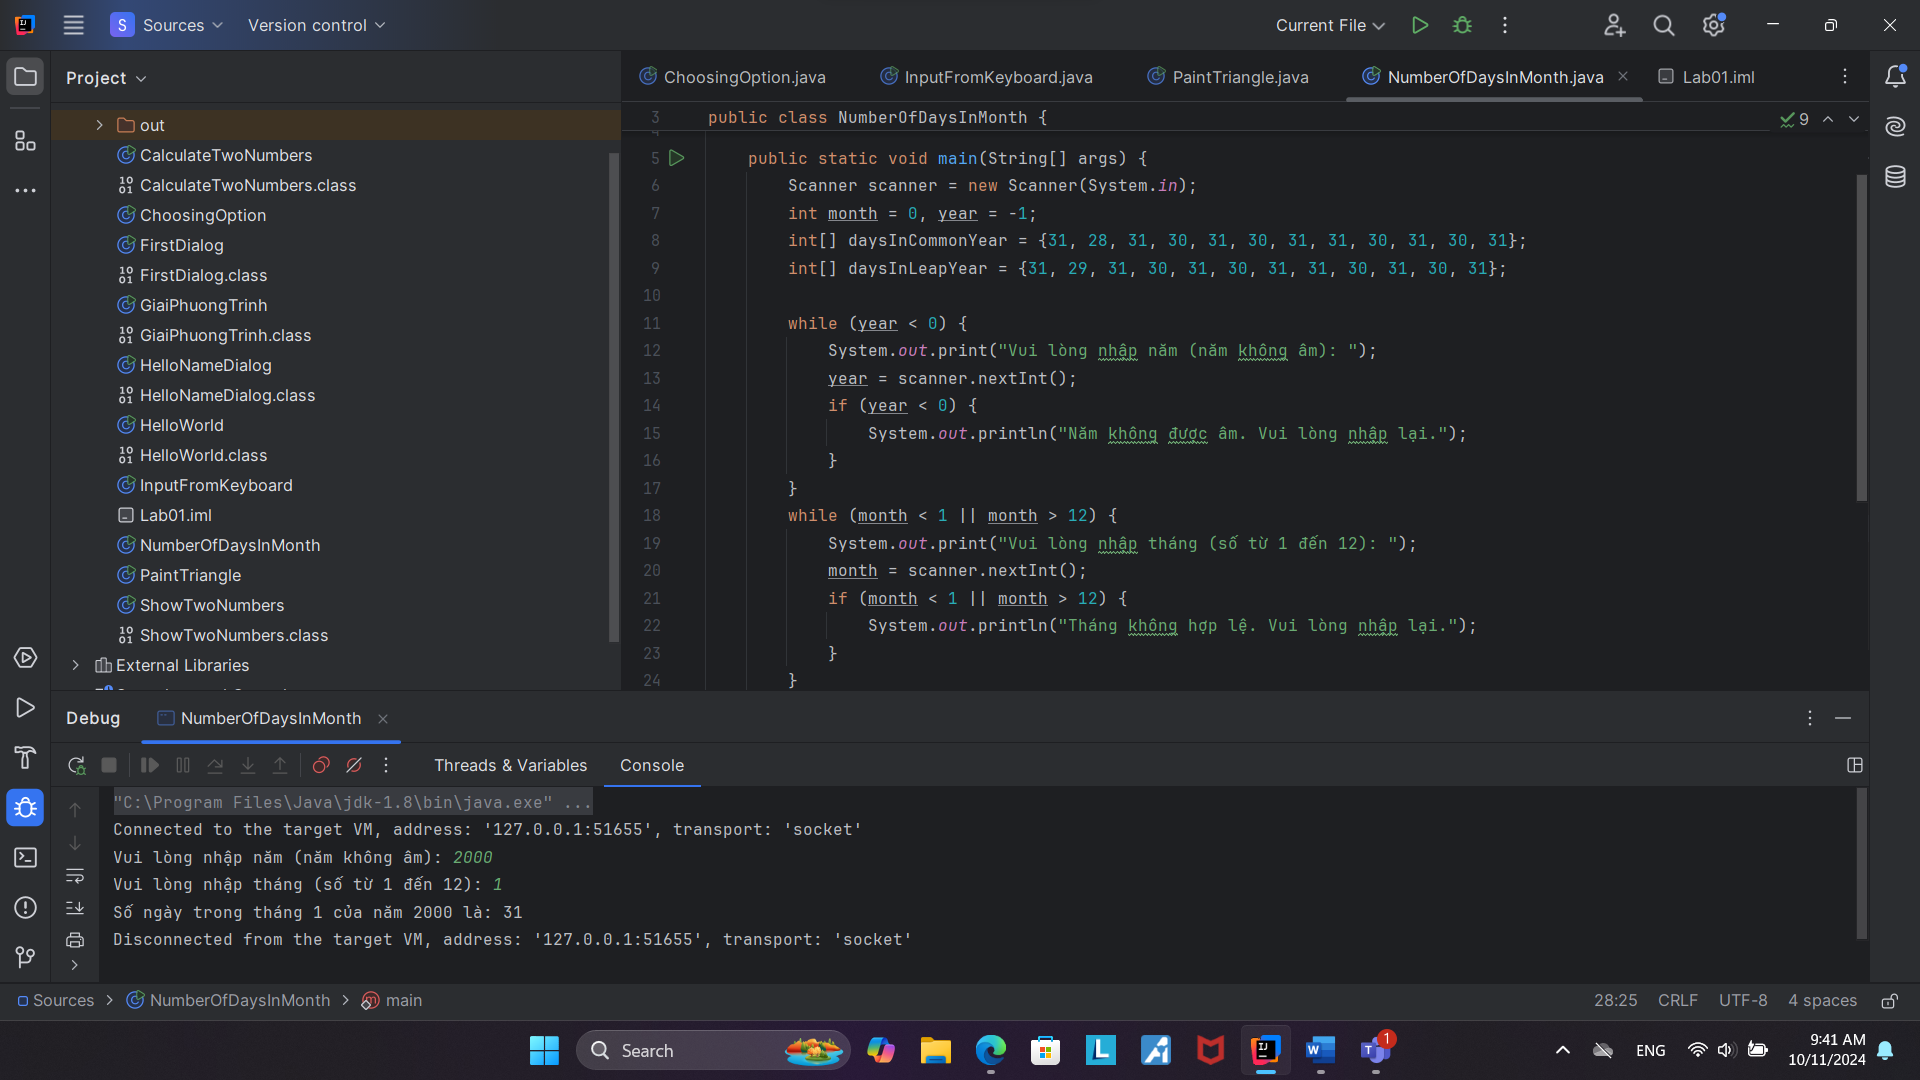 S Sources Version control Current File
Project
ChoosingOption.java InputFromKeyboard.java PaintTriangle.java NumberOfDaysInMonth.java Lab01.iml
out
CalculateTwoNumbers
CalculateTwoNumbers.class
ChoosingOption
FirstDialog
FirstDialog.class
GiaiPhuongTrinh
GiaiPhuongTrinh.class
HelloNameDialog
HelloNameDialog.class
HelloWorld
HelloWorld.class
InputFromKeyboard
Lab01.iml
NumberOfDaysInMonth
PaintTriangle
ShowTwoNumbers
ShowTwoNumbers.class
External Libraries
3 public class NumberOfDaysInMonth { 9
5 public static void main(String[] args) {
6 Scanner scanner = new Scanner(System.in);
7 int month = 0, year = -1;
8 int[] daysInCommonYear = {31, 28, 31, 30, 31, 30, 31, 31, 30, 31, 30, 31};
9 int[] daysInLeapYear = {31, 29, 31, 30, 31, 30, 31, 31, 30, 31, 30, 31};
10
11 while (year < 0) {
12 System.out.print("Vui lòng nhập năm (năm không âm): ");
13 year = scanner.nextInt();
14 if (year < 0) {
15 System.out.println("Năm không được âm. Vui lòng nhập lại.");
16 }
17 }
18 while (month < 1 || month > 12) {
19 System.out.print("Vui lòng nhập tháng (số từ 1 đến 12): ");
20 month = scanner.nextInt();
21 if (month < 1 || month > 12) {
22 System.out.println("Tháng không hợp lệ. Vui lòng nhập lại.");
23 }
24 }
Debug NumberOfDaysInMonth
Threads & Variables Console
"C:\Program Files\Java\jdk-1.8\bin\java.exe" ...
Connected to the target VM, address: '127.0.0.1:51655', transport: 'socket'
Vui lòng nhập năm (năm không âm): 2000
Vui lòng nhập tháng (số từ 1 đến 12): 1
Số ngày trong tháng 1 của năm 2000 là: 31
Disconnected from the target VM, address: '127.0.0.1:51655', transport: 'socket'
Sources NumberOfDaysInMonth main 28:25 CRLF UTF-8 4 spaces
Search ENG 9:41 AM
10/11/2024